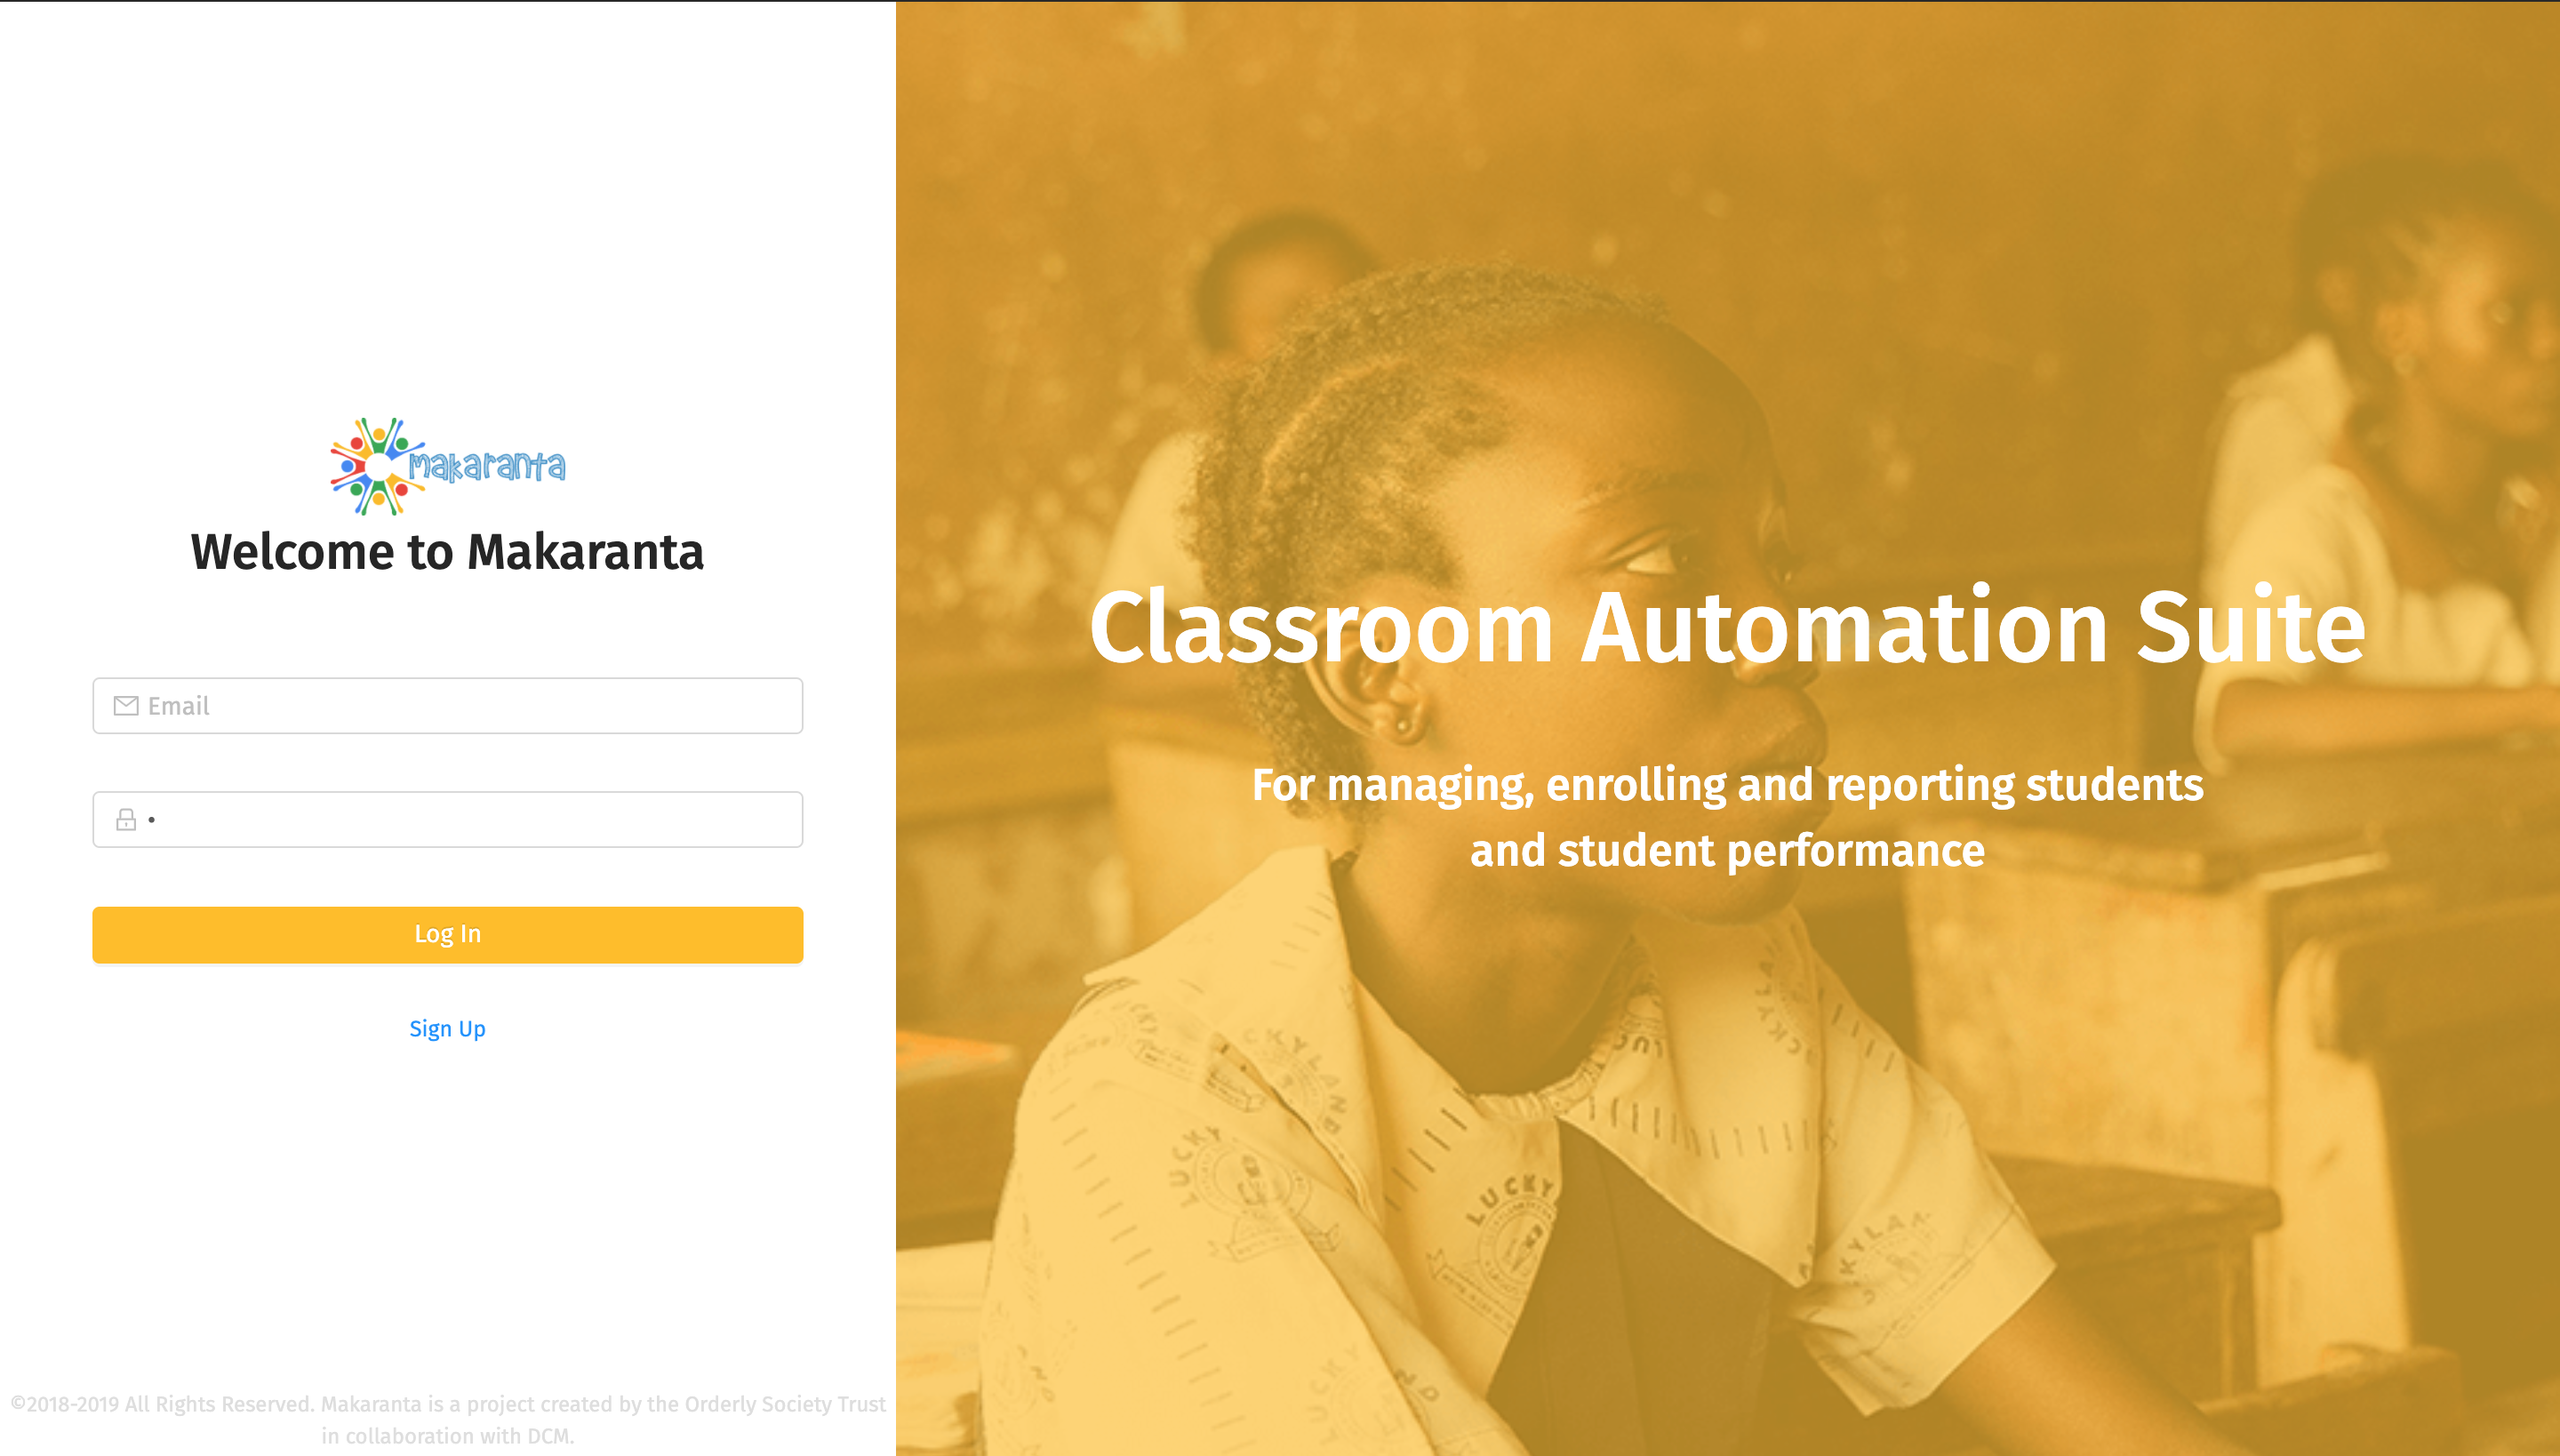 makaranta
Welcome to Makaranta
Email
•
Log In
Sign Up
©2018-2019 All Rights Reserved. Makaranta is a project created by the Orderly Society Trust
in collaboration with DCM.
Classroom Automation Suite
For managing, enrolling and reporting students
and student performance
LUCKY
LUCKY